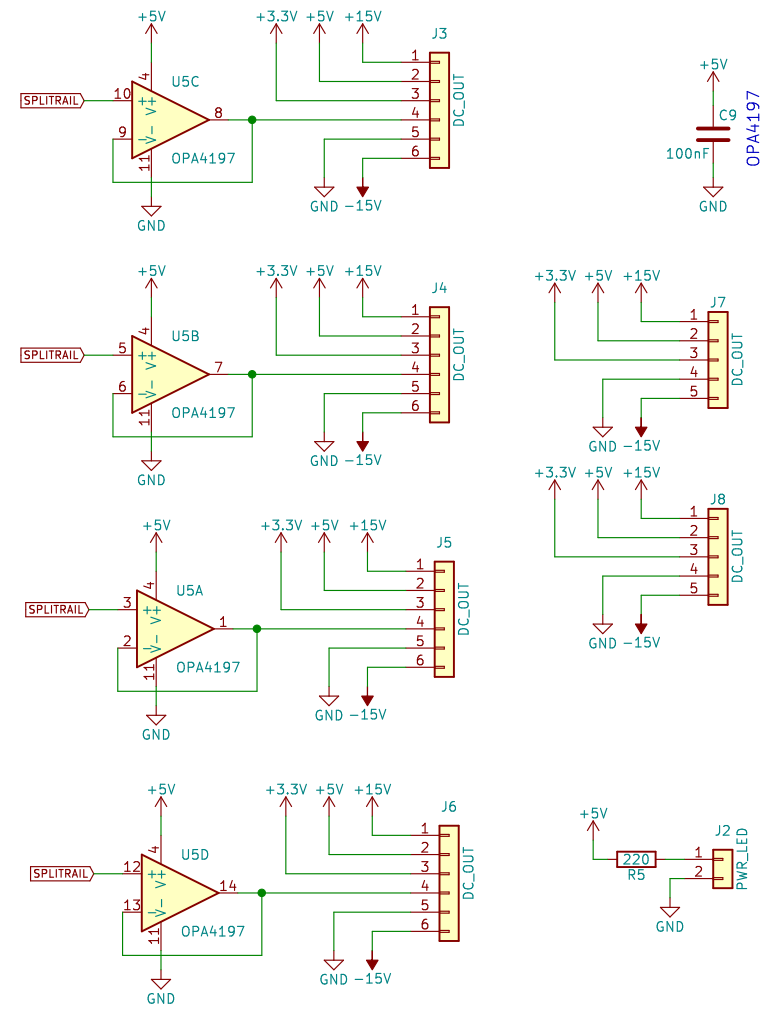 +5V
+3.3V
+5V
+15V
J3
SPLITRAIL
10
9
4
11
+
V+
-
V-
U5C
8
OPA4197
GND
1
2
3
4
5
6
DC_OUT
GND
-15V
+5V
C9
100nF
GND
OPA4197
+5V
+3.3V
+5V
+15V
J4
SPLITRAIL
5
6
4
11
+
V+
-
V-
U5B
7
OPA4197
GND
1
2
3
4
5
6
DC_OUT
GND
-15V
+3.3V
+5V
+15V
J7
1
2
3
4
5
DC_OUT
GND
-15V
+3.3V
+5V
+15V
J8
1
2
3
4
5
DC_OUT
GND
-15V
+5V
+3.3V
+5V
+15V
J5
SPLITRAIL
3
2
4
11
+
V+
-
V-
U5A
1
OPA4197
GND
1
2
3
4
5
6
DC_OUT
GND
-15V
+5V
+3.3V
+5V
+15V
J6
SPLITRAIL
12
13
4
11
+
V+
-
V-
U5D
14
OPA4197
GND
1
2
3
4
5
6
DC_OUT
GND
-15V
+5V
220
R5
J2
1
2
PWR_LED
GND